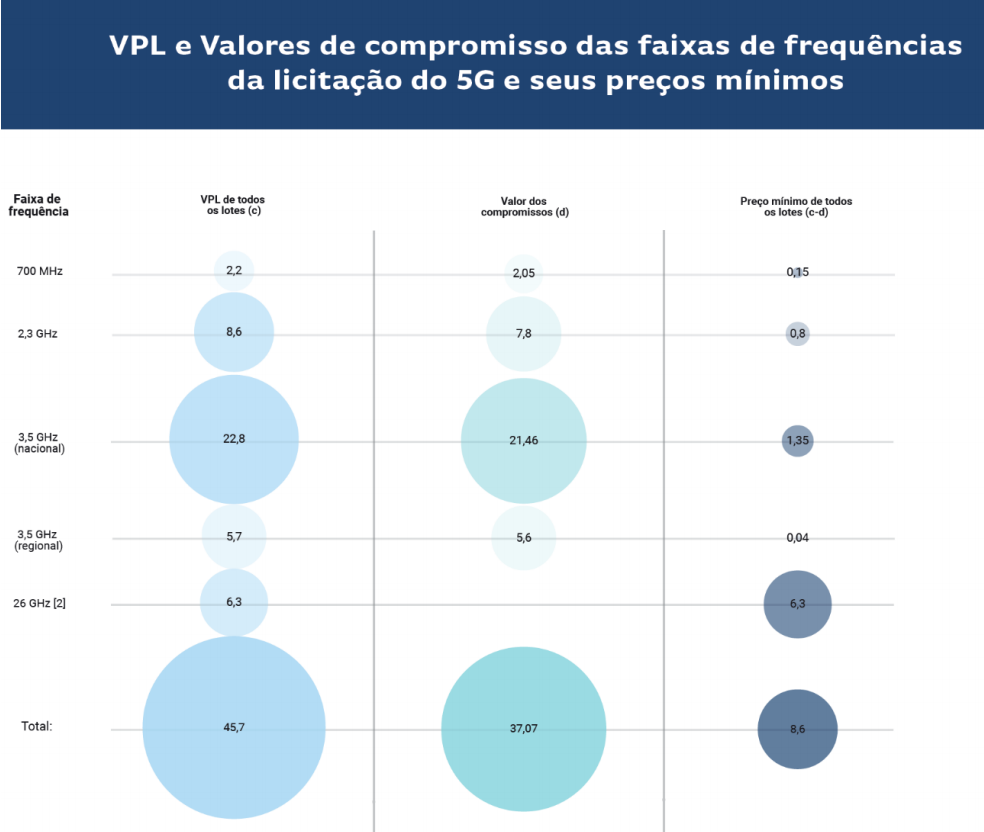 VPL e Valores de compromisso das faixas de frequências
da licitação do 5G e seus preços mínimos
Faixa de
frequência
VPL de todos
os lotes (c)
Valor dos
compromissos (d)
Preço mínimo de todos
os lotes (c-d)
700 MHz
2,2
2,05
0,15
2,3 GHz
8,6
7,8
0,8
3,5 GHz
(nacional)
22,8
21,46
1,35
3,5 GHz
(regional)
5,7
5,6
0,04
26 GHz [2]
6,3
6,3
Total:
45,7
37,07
8,6